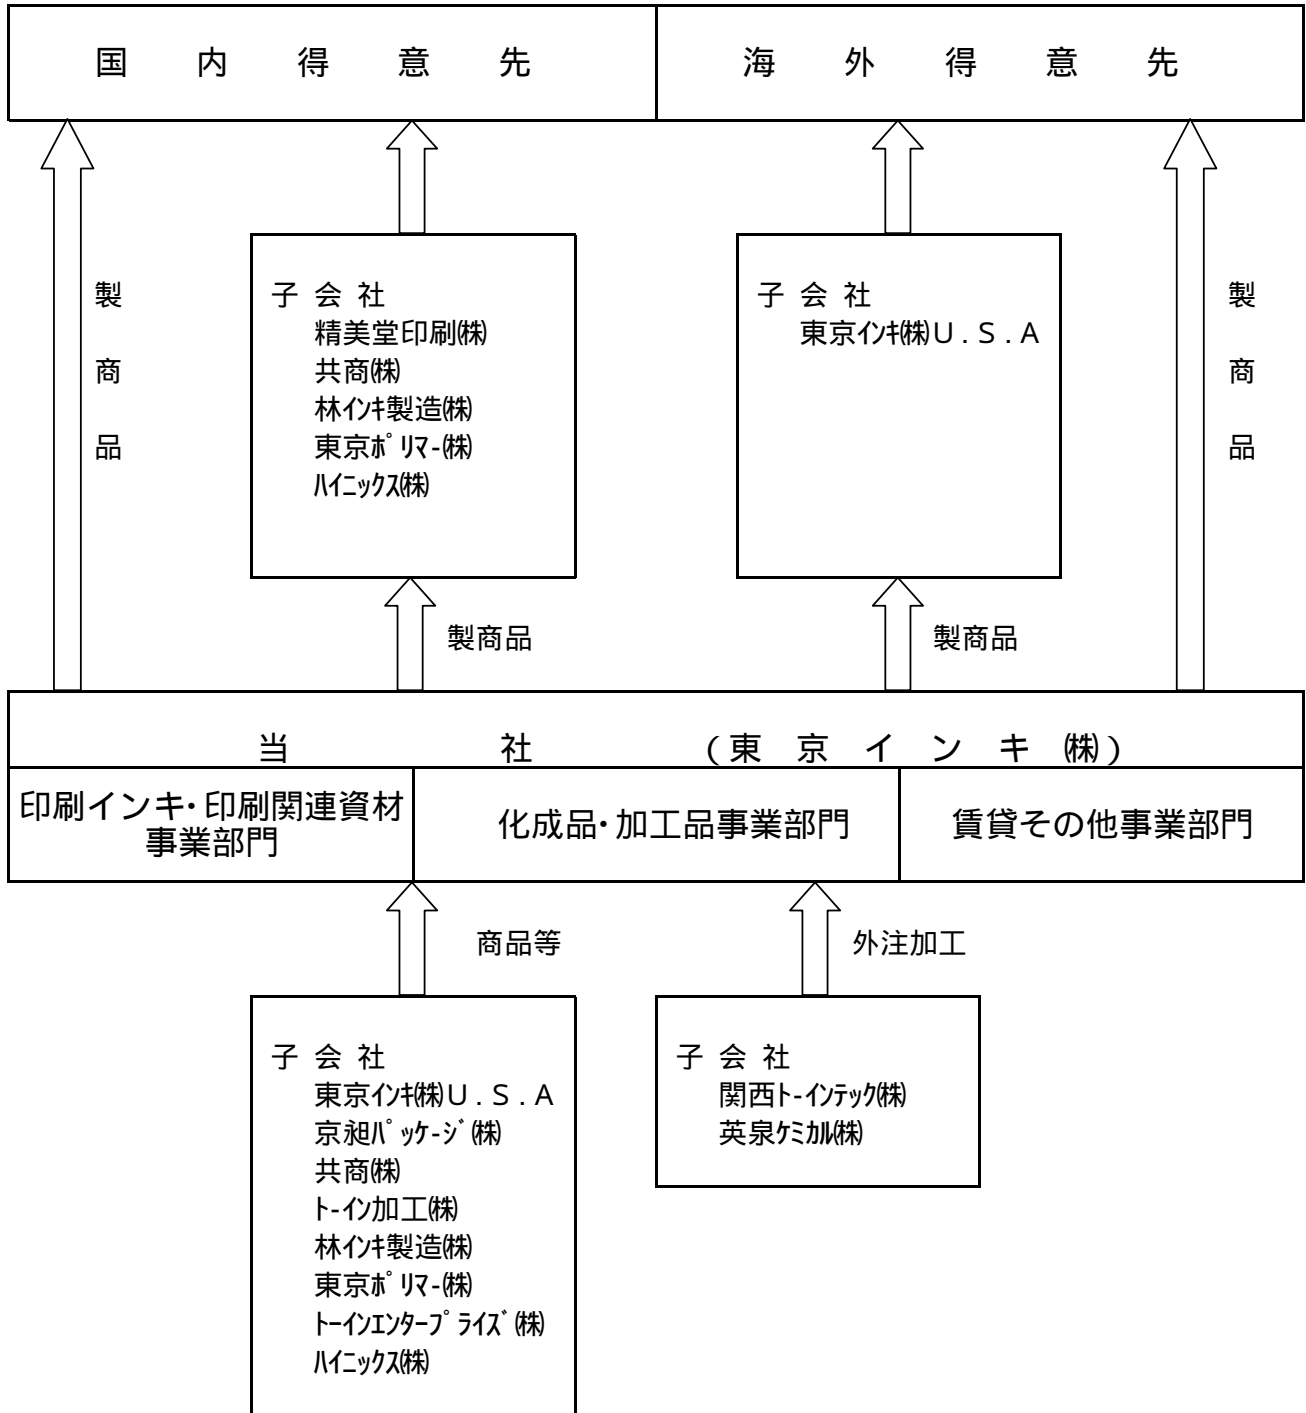 国内得意先
海外得意先
製商品
子会社
精美堂印刷㈱
共商㈱
林ｲﾝｷ製造㈱
東京ﾎﾟﾘﾏ-㈱
ﾊｲﾆｯｸｽ㈱
子会社
東京ｲﾝｷ㈱U.S.A
製商品
製商品
製商品
当社(東京インキ㈱)
印刷インキ・印刷関連資材
事業部門
化成品・加工品事業部門
賃貸その他事業部門
商品等
外注加工
子会社
東京ｲﾝｷ㈱U.S.A
京昶ﾊﾟｯｹ-ｼﾞ㈱
共商㈱
ﾄ-ｲﾝ加工㈱
林ｲﾝｷ製造㈱
東京ﾎﾟﾘﾏ-㈱
ﾄｰｲﾝｴﾝﾀｰﾌﾟﾗｲｽﾞ㈱
ﾊｲﾆｯｸｽ㈱
子会社
関西ﾄ-ｲﾝﾃｯｸ㈱
英泉ｹﾐｶﾙ㈱